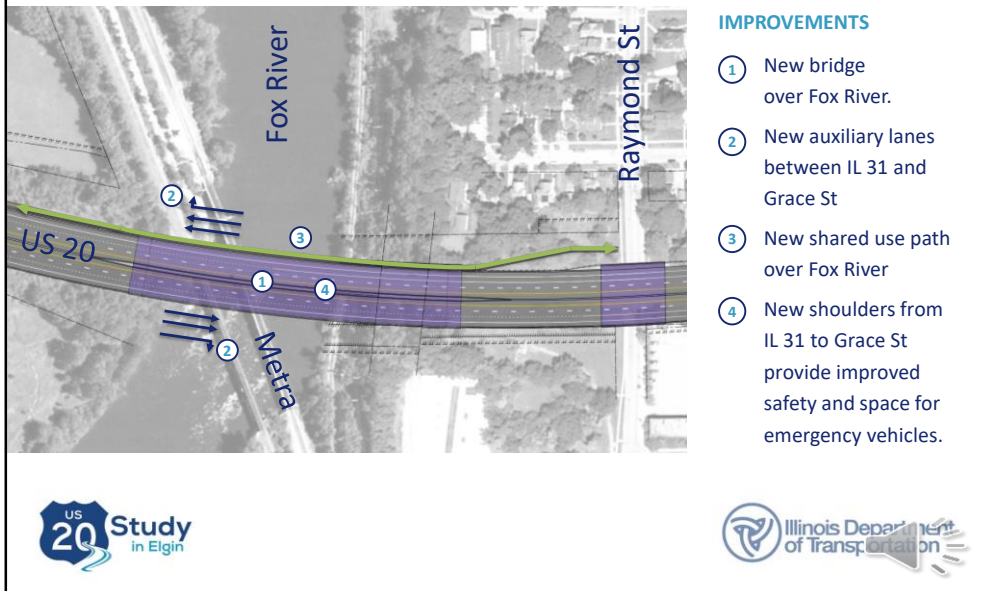 Fox River
Raymond St
2
3
US 20
1
4
2
Metra
IMPROVEMENTS
1 New bridge
over Fox River.
2 New auxiliary lanes
between IL 31 and
Grace St
3 New shared use path
over Fox River
4 New shoulders from
IL 31 to Grace St
provide improved
safety and space for
emergency vehicles.
US
20 Study
in Elgin
Illinois Department
of Transportation